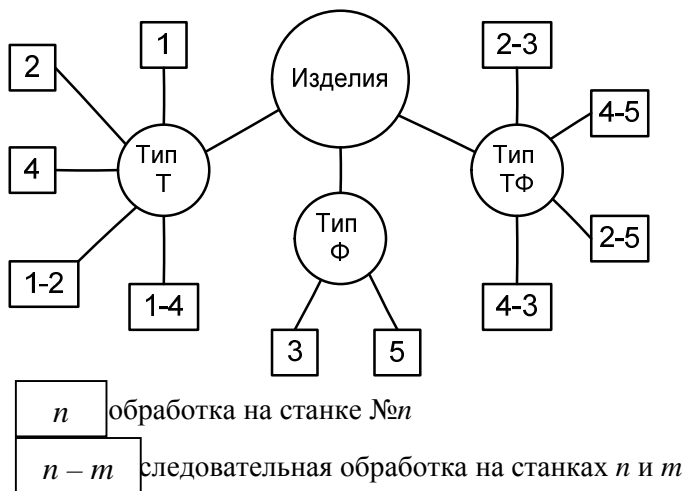 1
2
Изделия
2-3
4-5
Тип
Т
4
Тип
ТФ
Тип
Ф
1-2
1-4
2-5
4-3
3
5
n обработка на станке №n
n – m следовательная обработка на станках n и m